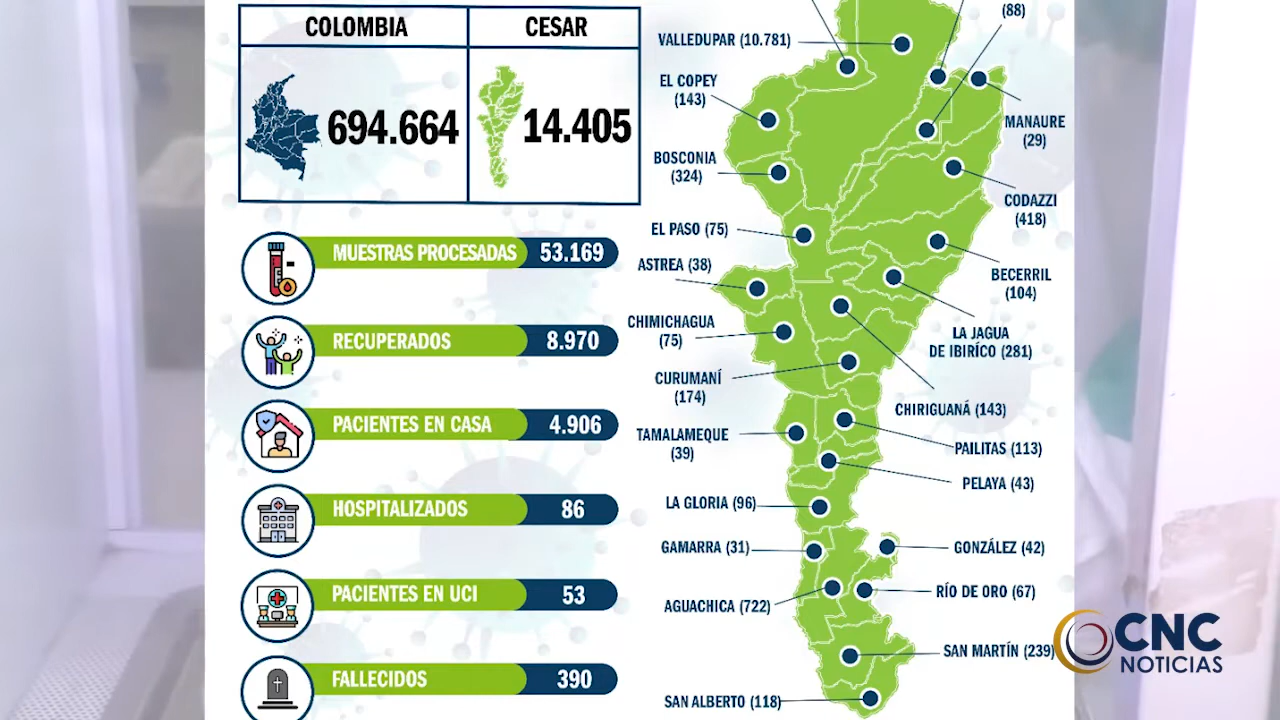 COLOMBIA
CESAR
694.664
14.405
MUESTRAS PROCESADAS 53.169
RECUPERADOS 8.970
PACIENTES EN CASA 4.906
HOSPITALIZADOS 86
PACIENTES EN UCI 53
FALLECIDOS 390
(88)
VALLEDUPAR (10.781)
EL COPEY
(143)
MANAURE
(29)
BOSCONIA
(324)
CODAZZI
(418)
EL PASO (75)
ASTREA (38)
BECERRIL
(104)
CHIMICHAGUA
(75)
LA JAGUA
DE IBIRÍCO (281)
CURUMANÍ
(174)
CHIRIGUANÁ (143)
TAMALAMEQUE
(39)
PAILITAS (113)
PELAYA (43)
LA GLORIA (96)
GAMARRA (31)
GONZÁLEZ (42)
AGUACHICA (722)
RÍO DE ORO (67)
SAN MARTÍN (239)
SAN ALBERTO (118)
CNC
NOTICIAS